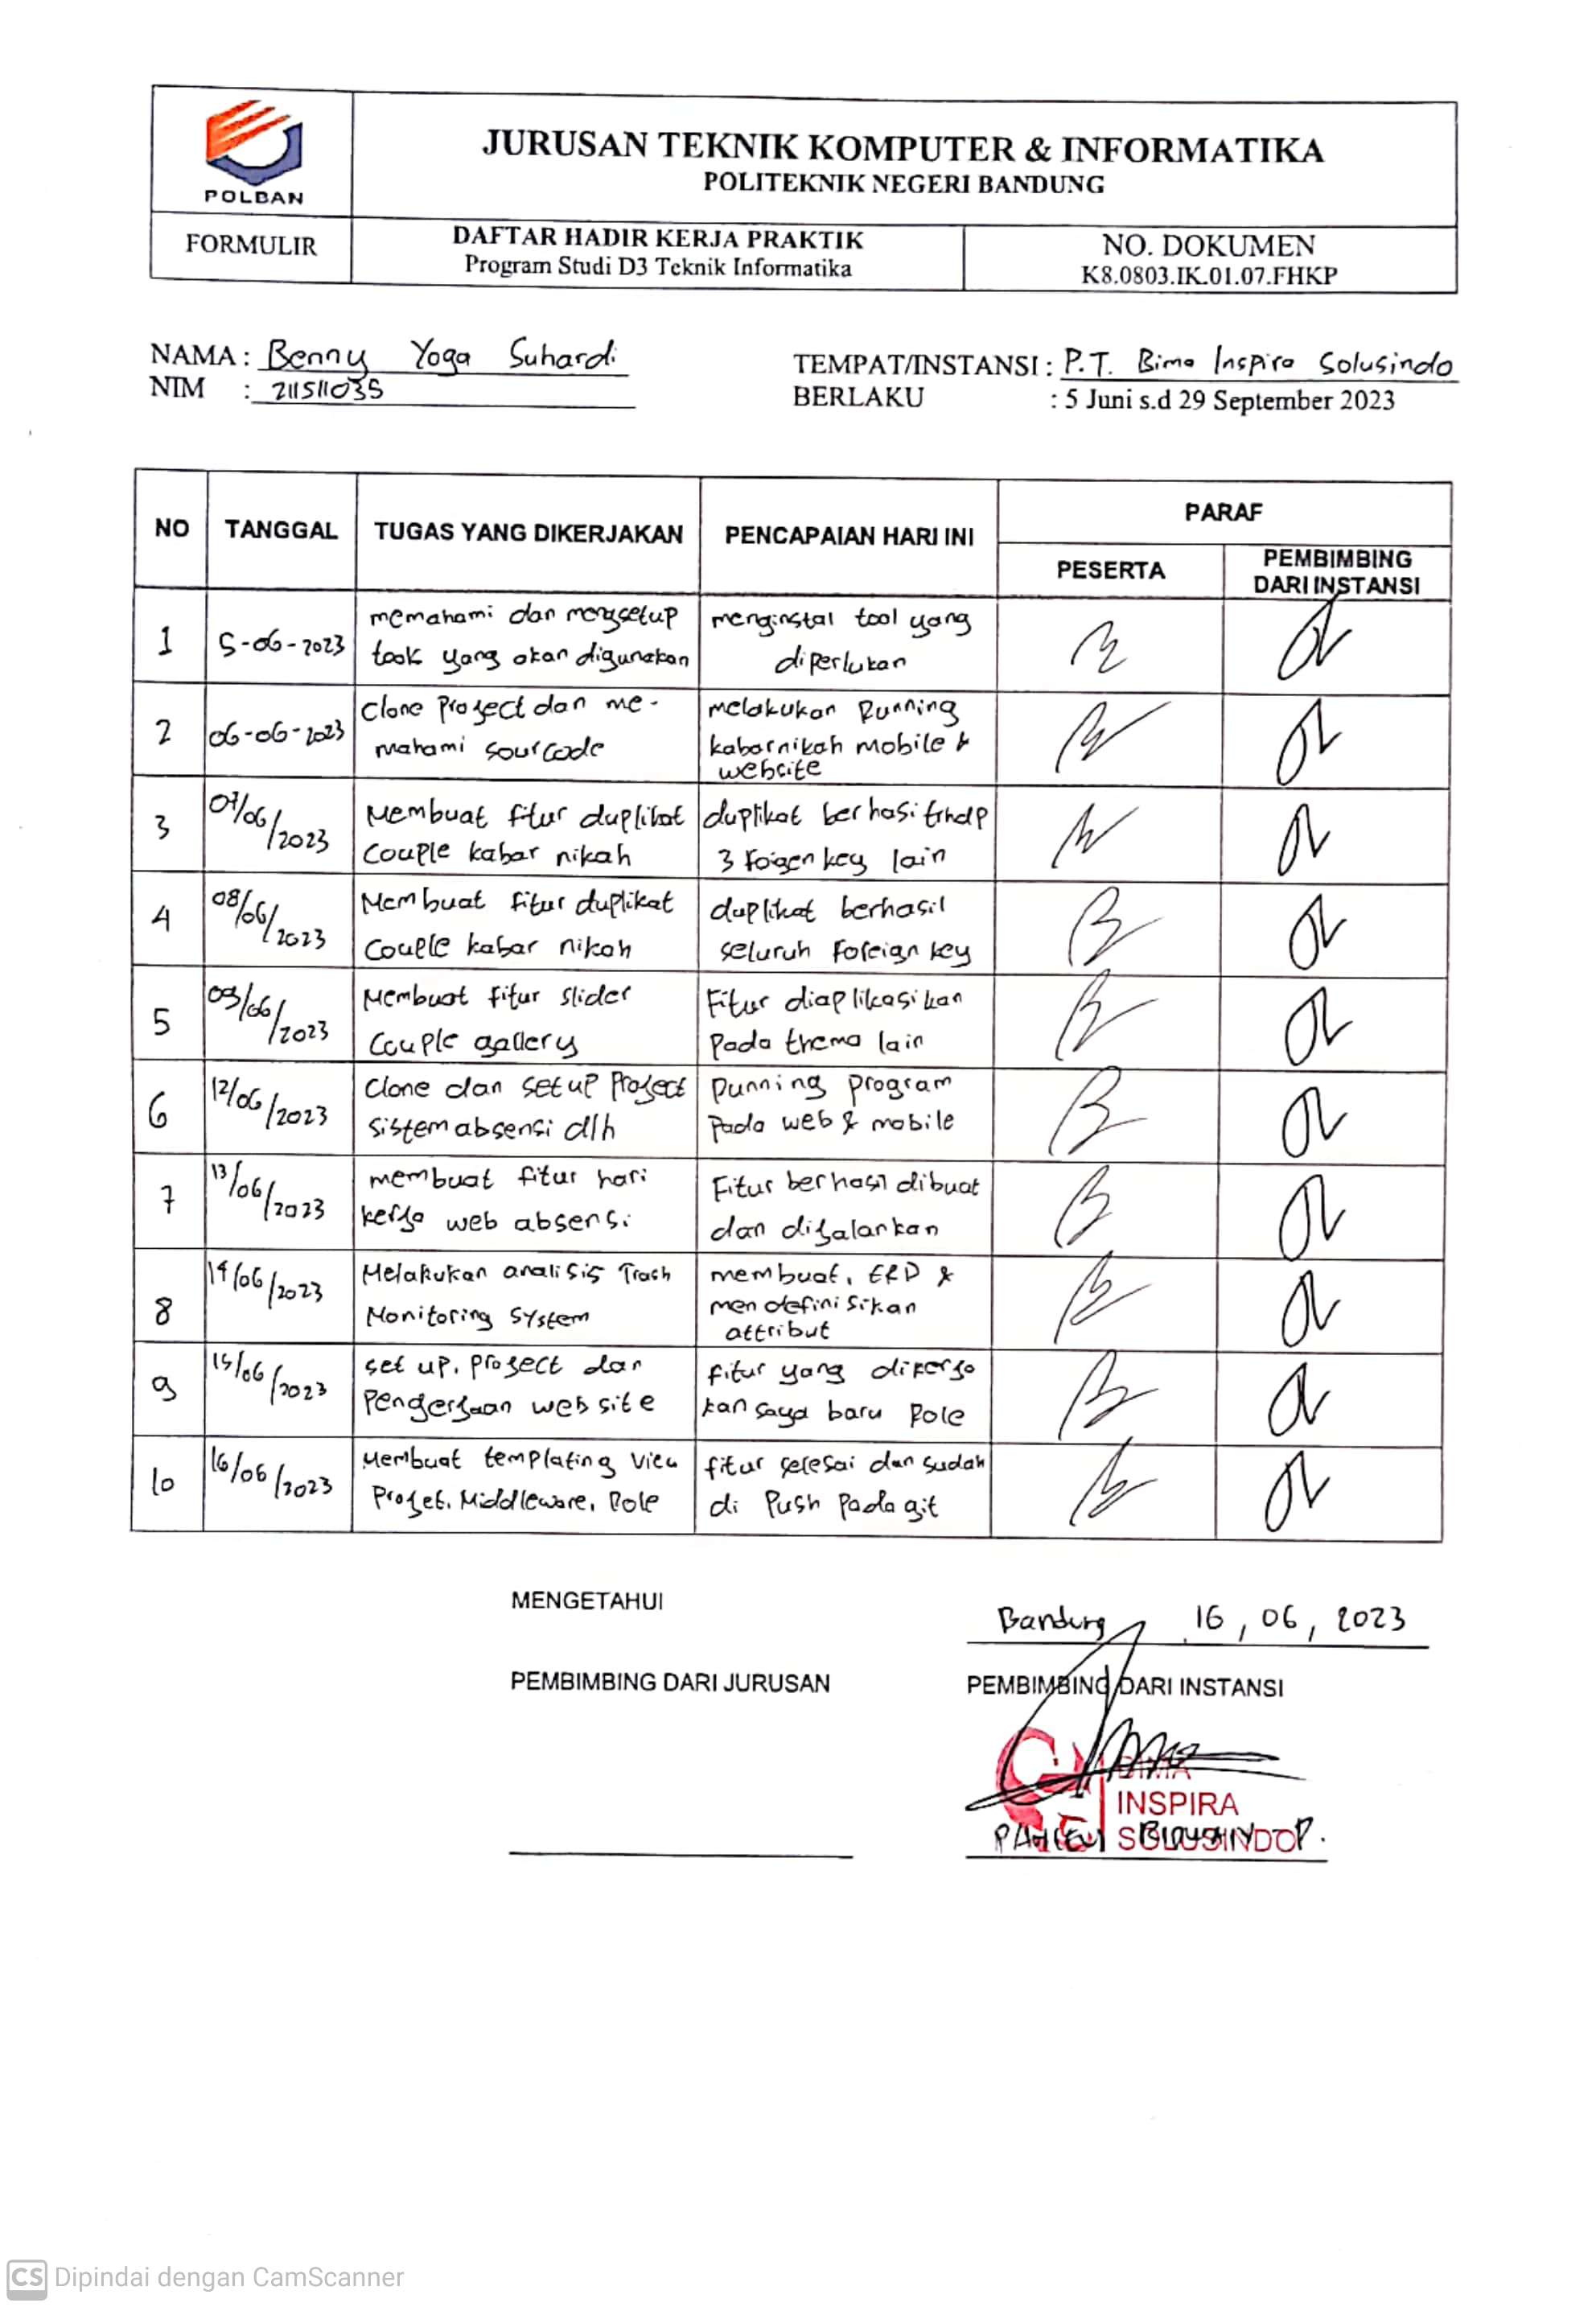 POLBAN
JURUSAN TEKNIK KOMPUTER & INFORMATIKA
POLITEKNIK NEGERI BANDUNG
FORMULIR
DAFTAR HADIR KERJA PRAKTIK
Program Studi D3 Teknik Informatika
NO. DOKUMEN
K8.0803.IK.01.07.FHKP
NAMA : Benny Yoga Suhardi
NIM : 211511035
TEMPAT/INSTANSI : P.T. Bima Inspira Solusindo
BERLAKU : 5 Juni s.d 29 September 2023
NO TANGGAL TUGAS YANG DIKERJAKAN PENCAPAIAN HARI INI PARAF
PESERTA PEMBIMBING
DARI INSTANSI
1 5-06-2023 memahami dan mengsetup
tools yang akan digunakan
menginstal tool yang
diperlukan
2 06-06-2023 Clone Project dan me-
mahami sourcode
melakukan Running
kabarnikah mobile &
website
3 07/06/2023 Membuat fitur duplikat
Couple kabar nikah
duplikat berhasil trhdp
3 Foigen key lain
4 08/06/2023 Membuat fitur duplikat
Couple kabar nikah
duplikat berhasil
seluruh Foreign key
5 09/06/2023 Membuat fitur slider
Couple gallery
Fitur diaplikasikan
Pada thema lain
6 12/06/2023 Clone dan setup Project
sistem absensi dlh
Running program
Pada web & mobile
7 13/06/2023 membuat fitur hari
kerja web absensi
Fitur berhasil dibuat
dan dijalankan
8 14/06/2023 Melakukan analisis Trash
Monitoring System
membuat, ERD &
mendefinisikan
attribut
9 15/06/2023 set up, project dan
Pengerjaan web site
fitur yang dikerja
kan saya baru Role
10 16/06/2023 Membuat templating View
Projet, Middleware, Role
fitur selesai dan sudah
di Push Pada git
MENGETAHUI
Bandung, 16, 06, 2023
PEMBIMBING DARI JURUSAN
PEMBIMBING DARI INSTANSI
BIMA
INSPIRA
SOLUSINDO
CS Dipindai dengan CamScanner